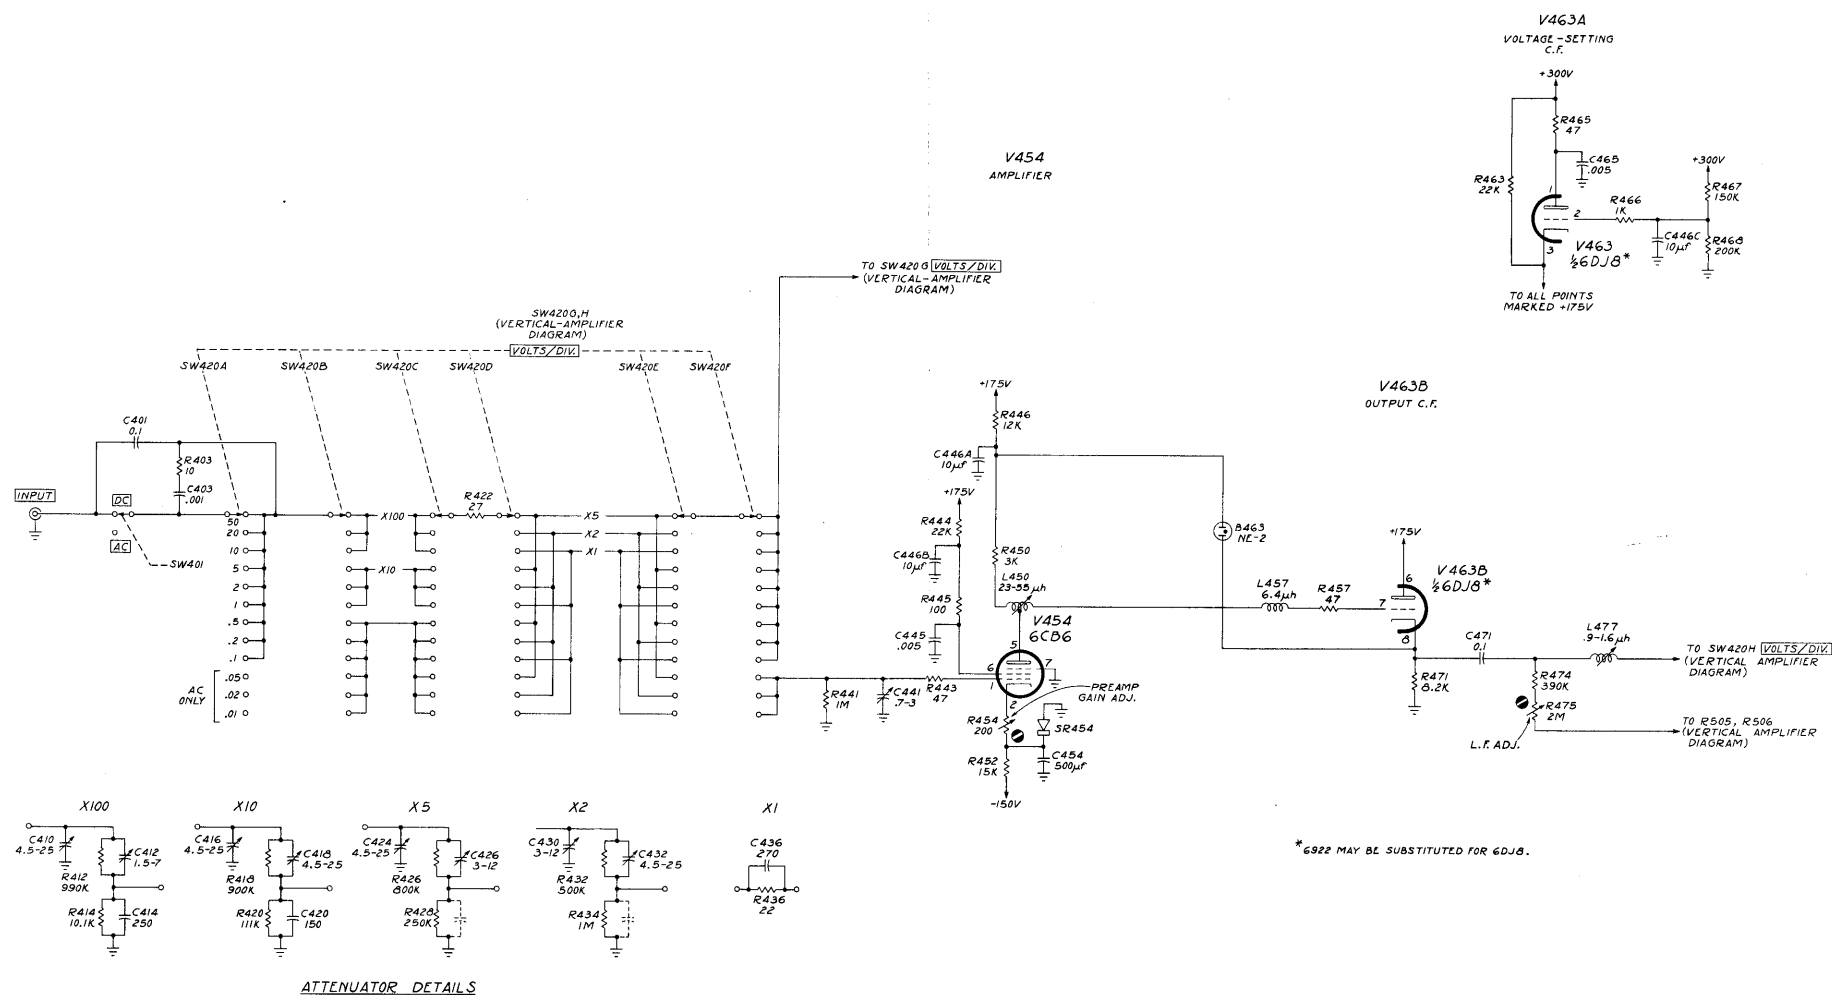 V463A
VOLTAGE-SETTING
C.F.
+300V
R465
47
C465
.005
R463
22K
1
2
3
R466
1K
+300V
R467
150K
C446C
10μf
R468
200K
V463
½6DJ8*
TO ALL POINTS
MARKED +175V
V454
AMPLIFIER
TO SW420G VOLTS/DIV.
(VERTICAL-AMPLIFIER
DIAGRAM)
SW420G,H
(VERTICAL-AMPLIFIER
DIAGRAM)
VOLTS/DIV.
SW420A
SW420B
SW420C
SW420D
SW420E
SW420F
C401
0.1
R403
10
C403
.001
INPUT
DC
AC
SW401
50
20
10
5
2
1
.5
.2
.1
.05
.02
.01
AC
ONLY
X100
X10
R422
27
X5
X2
X1
R441
1M
C441
.7-3
R443
47
+175V
R446
12K
C446A
10μf
+175V
R444
22K
C446B
10μf
R445
100
C445
.005
R450
3K
L450
23-55μh
V454
6CB6
5
6
7
1
2
PREAMP
GAIN ADJ.
R454
200
SR454
C454
500μf
R452
15K
-150V
V463B
OUTPUT C.F.
B463
NE-2
L457
6.4μh
R457
47
+175V
6
7
8
V463B
½6DJ8*
C471
0.1
R471
8.2K
L477
.9-1.6μh
R474
390K
R475
2M
L.F. ADJ.
TO SW420H VOLTS/DIV.
(VERTICAL AMPLIFIER
DIAGRAM)
TO R505, R506
(VERTICAL AMPLIFIER
DIAGRAM)
X100
C410
4.5-25
C412
1.5-7
R412
990K
R414
10.1K
C414
250
X10
C416
4.5-25
C418
4.5-25
R418
900K
R420
111K
C420
150
X5
C424
4.5-25
C426
3-12
R426
800K
R428
250K
X2
C430
3-12
C432
4.5-25
R432
500K
R434
1M
X1
C436
270
R436
22
*6922 MAY BE SUBSTITUTED FOR 6DJ8.
ATTENUATOR DETAILS